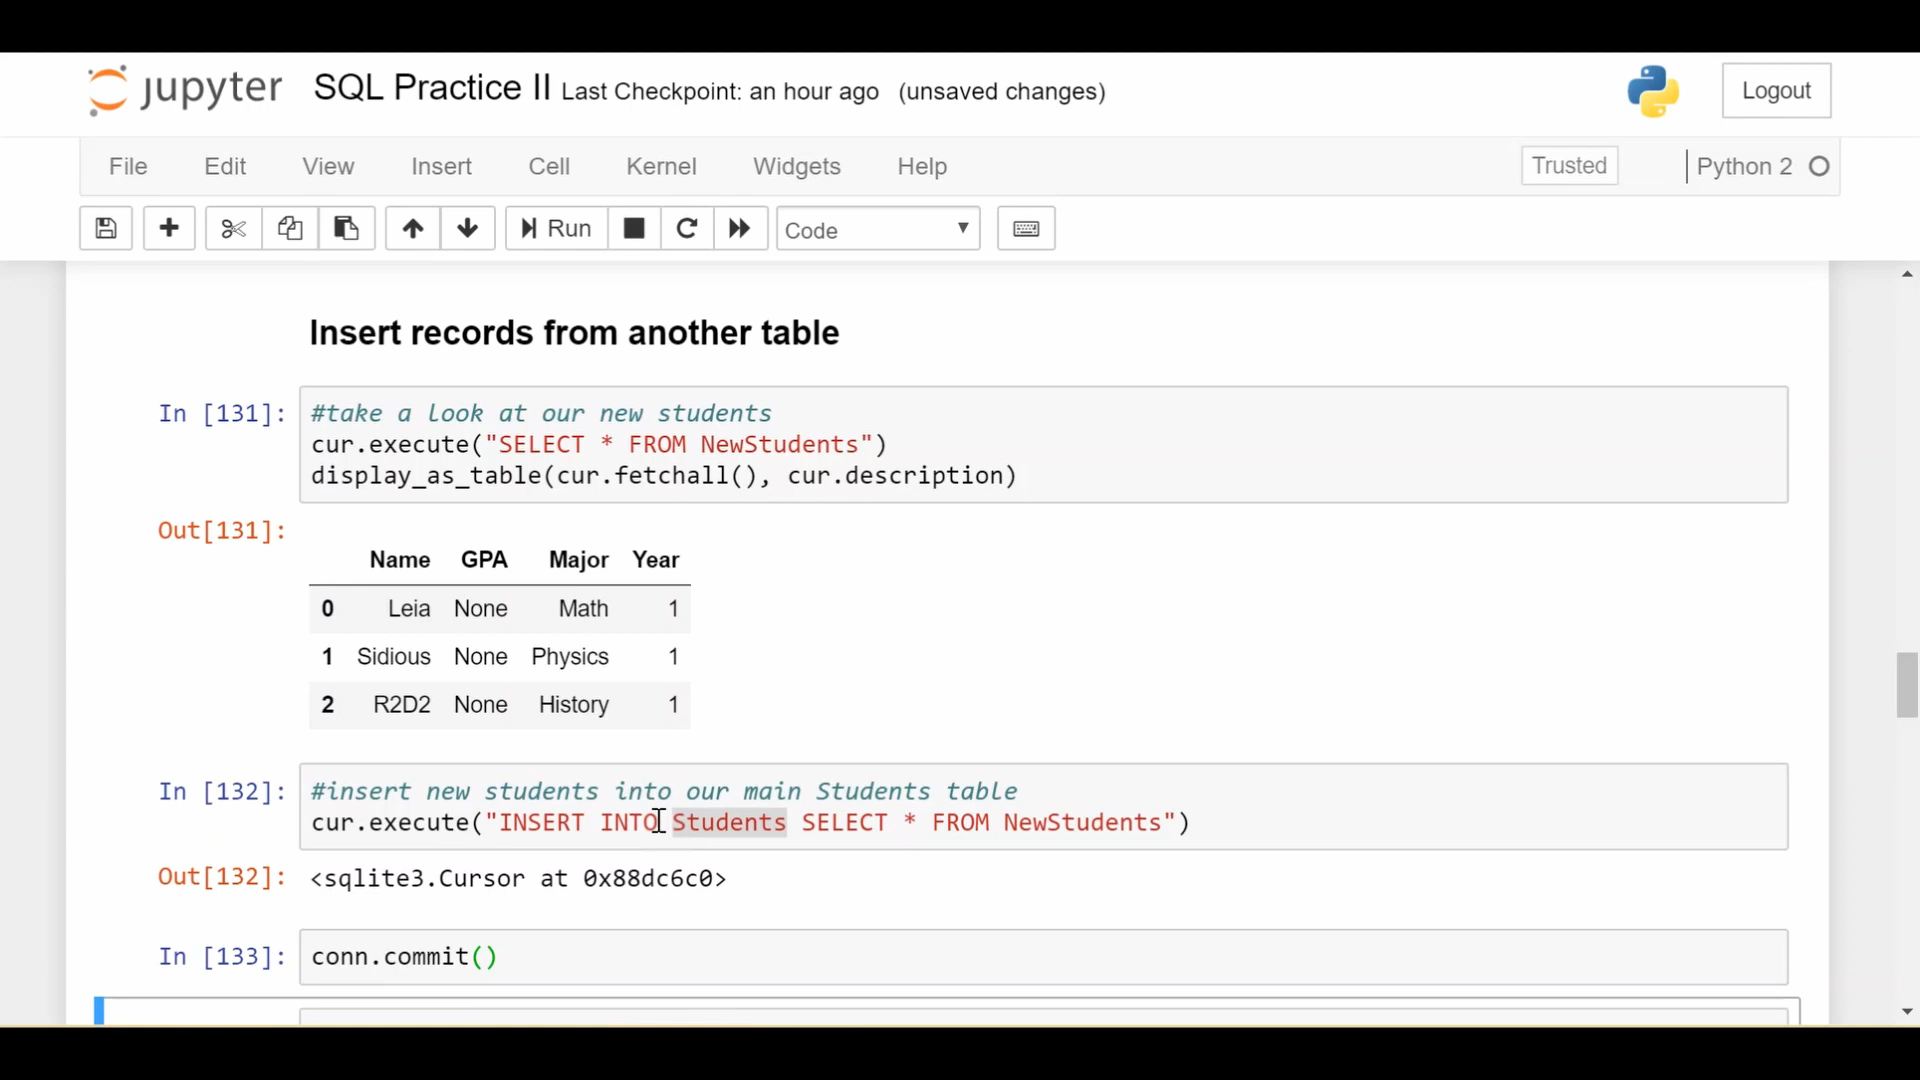 jupyter SQL Practice II Last Checkpoint: an hour ago (unsaved changes) Logout
File Edit View Insert Cell Kernel Widgets Help Trusted Python 2
Run Code
Insert records from another table
In [131]: #take a look at our new students
cur.execute("SELECT * FROM NewStudents")
display_as_table(cur.fetchall(), cur.description)
Out[131]:
Name GPA Major Year
0 Leia None Math 1
1 Sidious None Physics 1
2 R2D2 None History 1
In [132]: #insert new students into our main Students table
cur.execute("INSERT INTO Students SELECT * FROM NewStudents")
Out[132]: <sqlite3.Cursor at 0x88dc6c0>
In [133]: conn.commit()